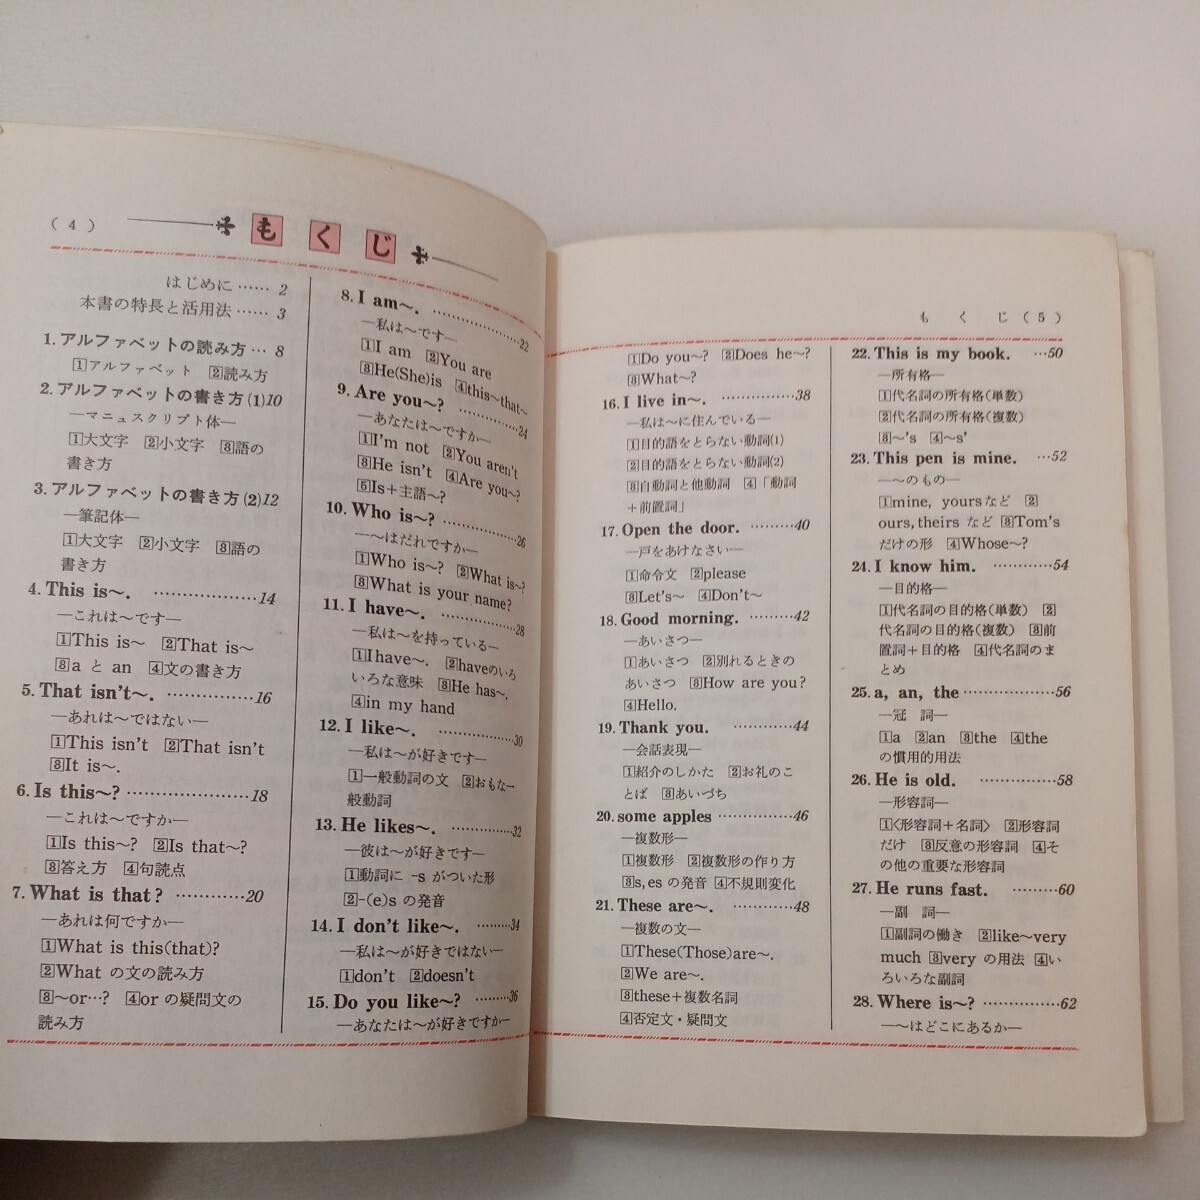 ( 4 )
もくじ
はじめに …… 2
本書の特長と活用法 …… 3
1. アルファベットの読み方 … 8
1アルファベット 2読み方
2. アルファベットの書き方(1)10
―マニュスクリプト体―
1大文字 2小文字 3語の
書き方
3. アルファベットの書き方(2)12
―筆記体―
1大文字 2小文字 3語の
書き方
4. This is～. ……………… 14
―これは～です―
1This is～ 2That is～
3a と an 4文の書き方
5. That isn't～. …………… 16
―あれは～ではない―
1This isn't 2That isn't
3It is～.
6. Is this～? ………………… 18
―これは～ですか―
1Is this～? 2Is that～?
3答え方 4句読点
7. What is that? ………… 20
―あれは何ですか―
1What is this(that)?
2What の文の読み方
3～or…? 4or の疑問文の
読み方
8. I am～. ……………… 22
―私は～です―
1I am 2You are
3He(She)is 4this～that～
9. Are you～? ………… 24
―あなたは～ですか―
1I'm not 2You aren't
3He isn't 4Are you～?
5Is+主語～?
10. Who is～? …………… 26
―～はだれですか―
1Who is～? 2What is～?
3What is your name?
11. I have～. …………… 28
―私は～を持っている―
1I have～. 2haveのいろ
いろな意味 3He has～.
4in my hand
12. I like～. ……………… 30
―私は～が好きです―
1一般動詞の文 2おもな一
般動詞
13. He likes～. …………… 32
―彼は～が好きです―
1動詞に -s がついた形
2-(e)s の発音
14. I don't like～. ……… 34
―私は～が好きではない―
1don't 2doesn't
15. Do you like～? ……… 36
―あなたは～が好きですか―
もくじ ( 5 )
1Do you～? 2Does he～?
3What～?
16. I live in～. …………… 38
―私は～に住んでいる―
1目的語をとらない動詞(1)
2目的語をとらない動詞(2)
3自動詞と他動詞 4「動詞
+前置詞」
17. Open the door. ……… 40
―戸をあけなさい―
1命令文 2please
3Let's～ 4Don't～
18. Good morning. ……… 42
―あいさつ―
1あいさつ 2別れるときの
あいさつ 3How are you?
4Hello.
19. Thank you. ………… 44
―会話表現―
1紹介のしかた 2お礼のこ
とば 3あいづち
20. some apples ………… 46
―複数形―
1複数形 2複数形の作り方
3s, es の発音 4不規則変化
21. These are～. ………… 48
―複数の文―
1These(Those)are～.
2We are～.
3these+複数名詞
4否定文・疑問文
22. This is my book. …50
―所有格―
1代名詞の所有格(単数)
2代名詞の所有格(複数)
3～'s 4～s'
23. This pen is mine. …52
―～のもの―
1mine, yoursなど 2
ours, theirs など 3Tom's
だけの形 4Whose～?
24. I know him. ………… 54
―目的格―
1代名詞の目的格(単数) 2
代名詞の目的格(複数) 3前
置詞+目的格 4代名詞のま
とめ
25. a, an, the ……………… 56
―冠 詞―
1a 2an 3the 4the
の慣用的用法
26. He is old. …………… 58
―形容詞―
1〈形容詞+名詞〉 2形容詞
だけ 3反意の形容詞 4そ
の他の重要な形容詞
27. He runs fast. ……… 60
―副 詞―
1副詞の働き 2like～very
much 3very の用法 4い
ろいろな副詞
28. Where is～? ………… 62
―～はどこにあるか―